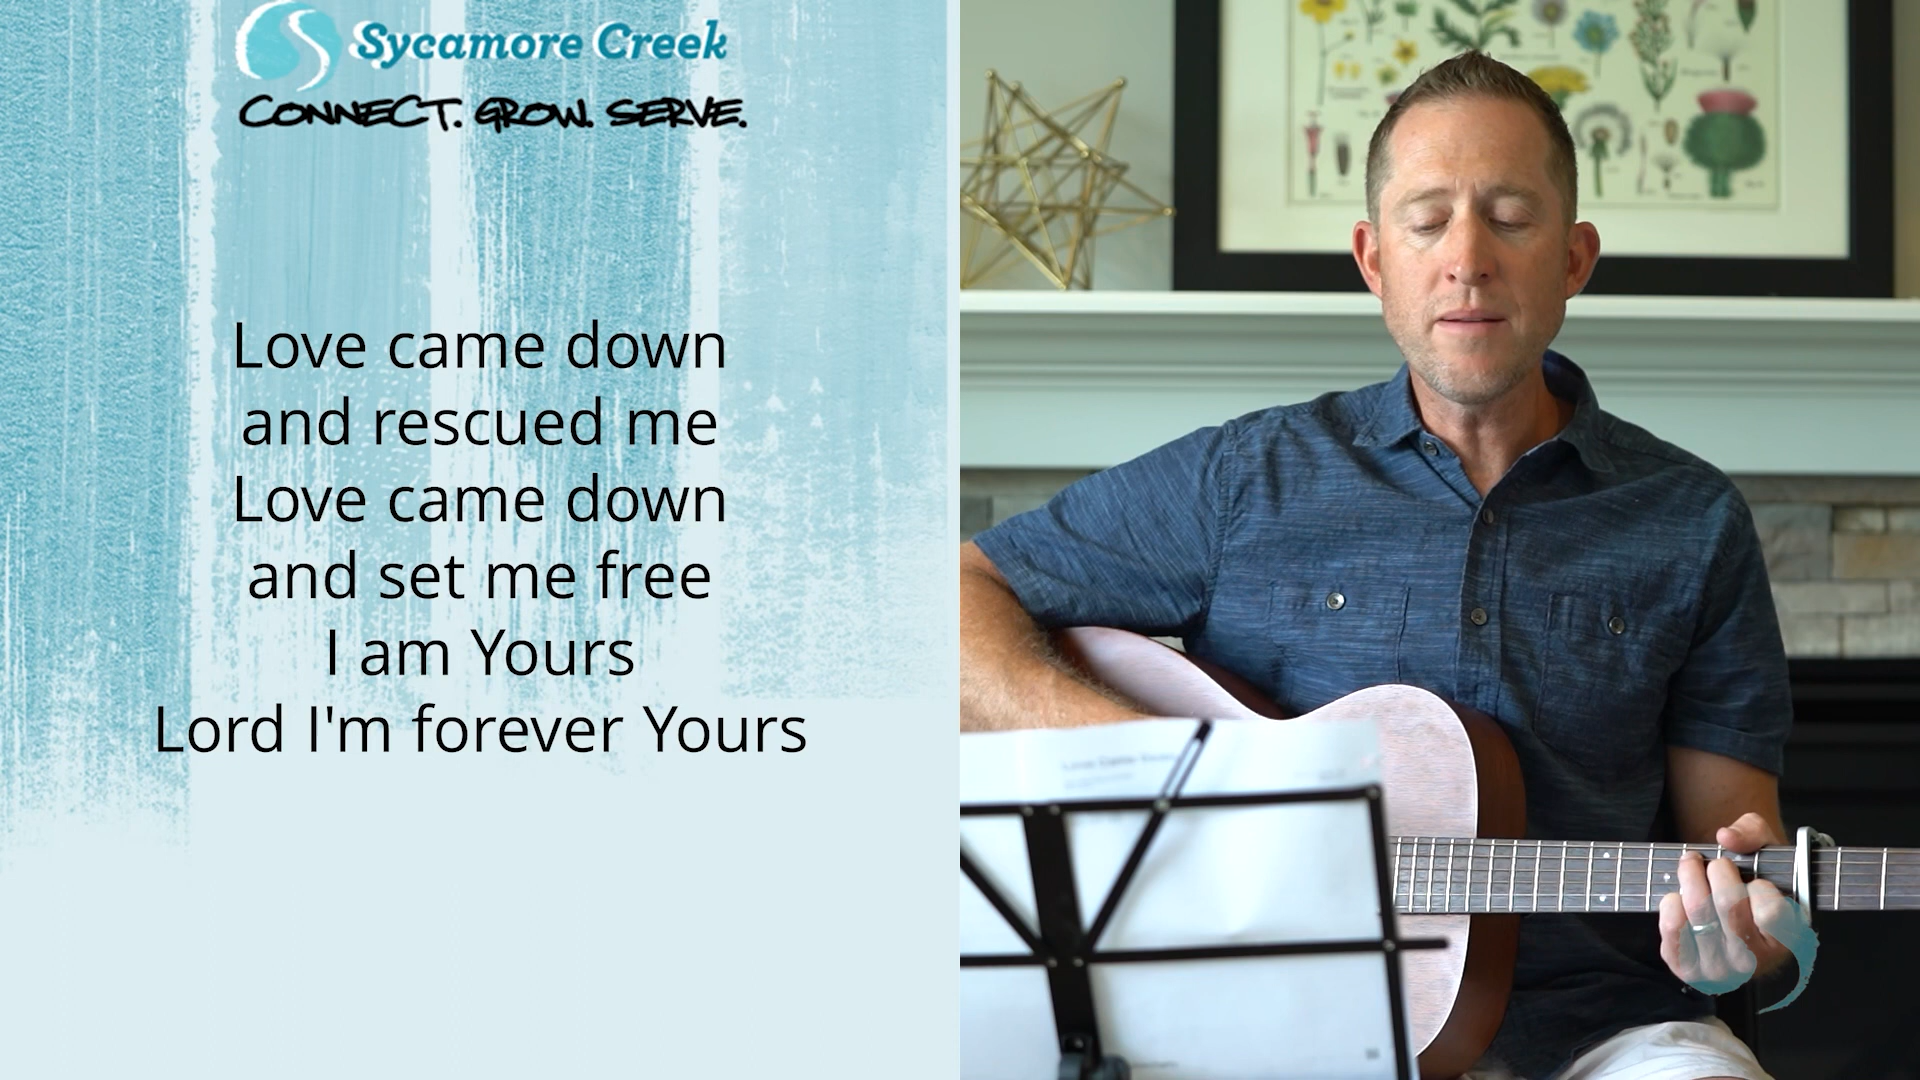 Sycamore Creek
CONNECT. GROW. SERVE.
Love came down
and rescued me
Love came down
and set me free
I am Yours
Lord I'm forever Yours